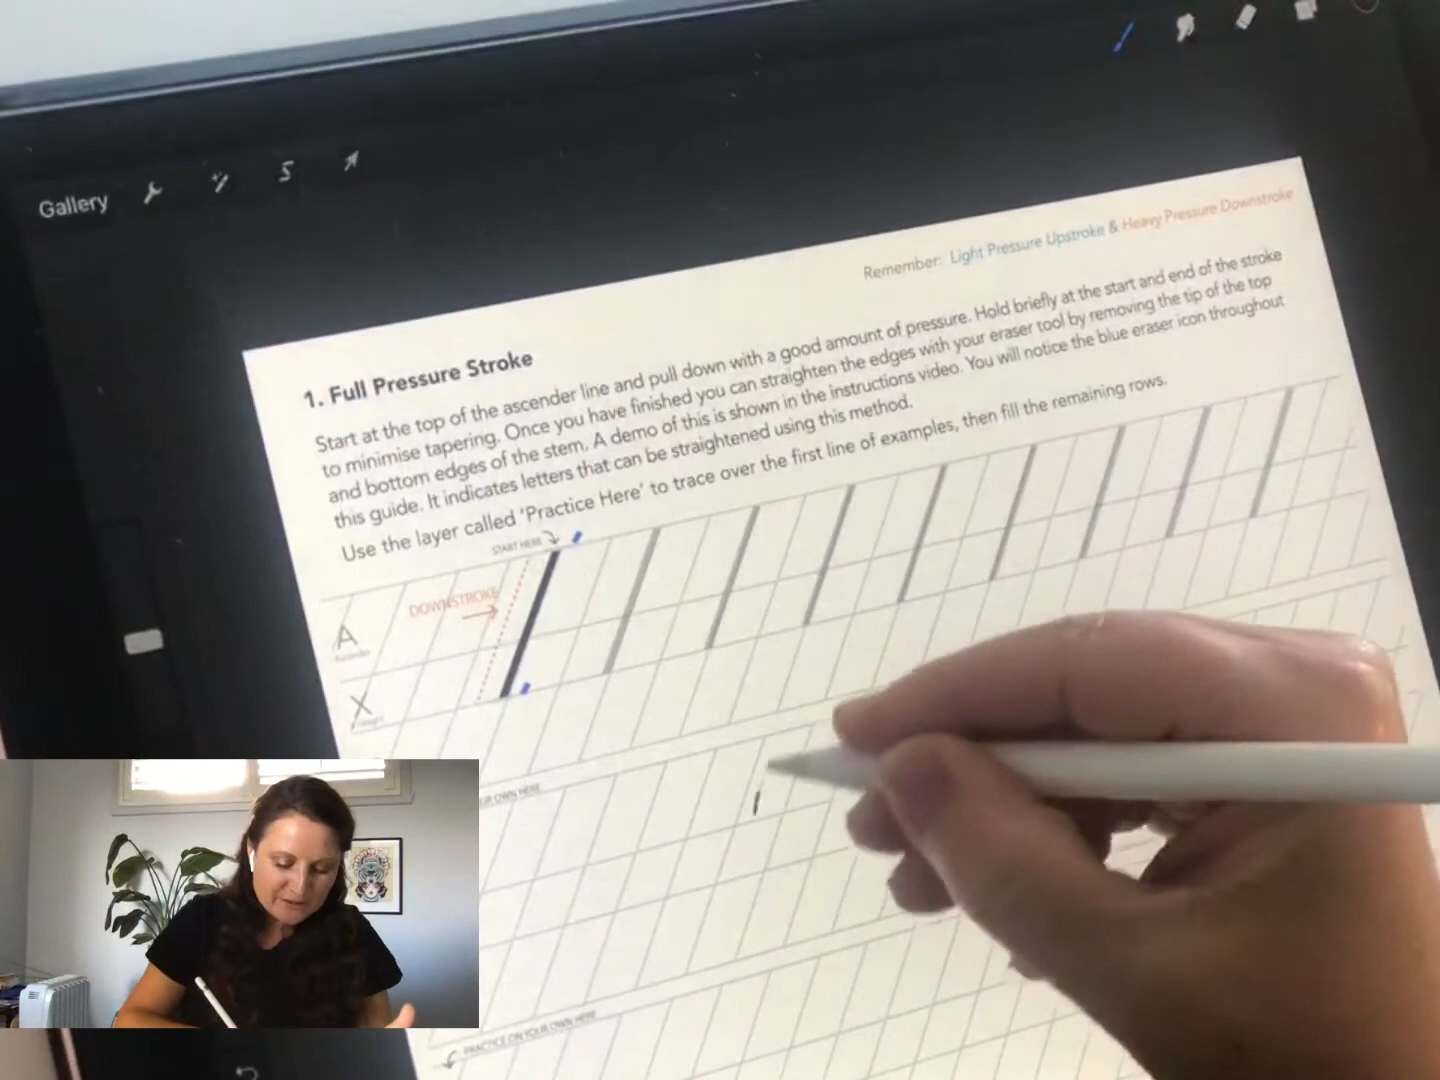 Gallery
Remember: Light Pressure Upstroke & Heavy Pressure Downstroke
1. Full Pressure Stroke
Start at the top of the ascender line and pull down with a good amount of pressure. Hold briefly at the start and end of the stroke
to minimise tapering. Once you have finished you can straighten the edges with your eraser tool by removing the tip of the top
and bottom edges of the stem. A demo of this is shown in the instructions video. You will notice the blue eraser icon throughout
this guide. It indicates letters that can be straightened using this method.
Use the layer called 'Practice Here' to trace over the first line of examples, then fill the remaining rows.
START HERE
DOWNSTROKE
A
X
OWN HERE
PRACTICE ON YOUR OWN HERE